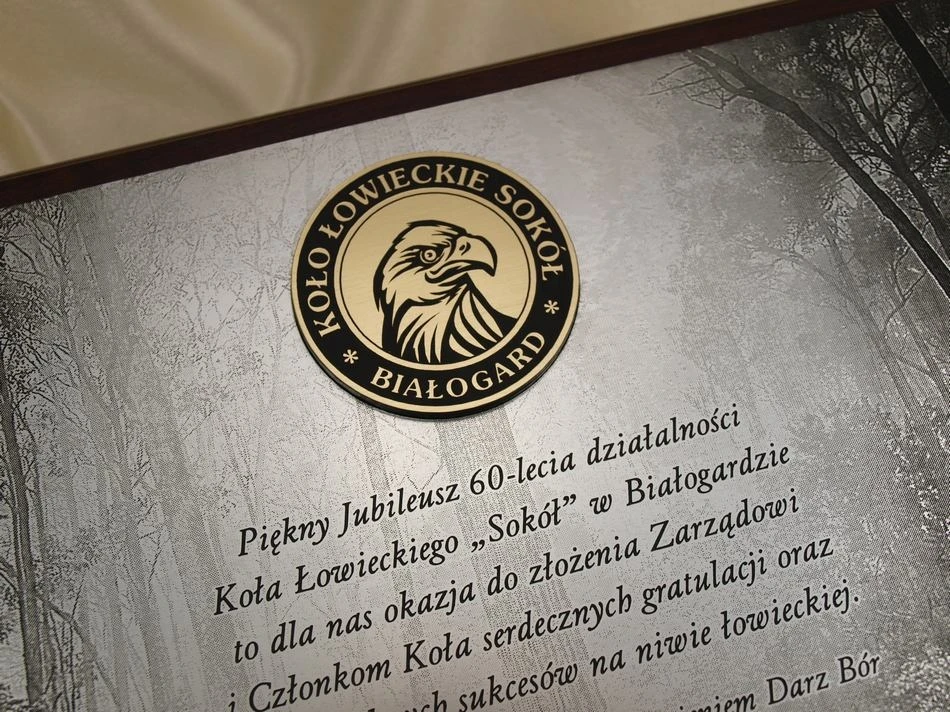 KOŁO ŁOWIECKIE SOKÓŁ
* BIAŁOGARD *
Piękny Jubileusz 60-lecia działalności
Koła Łowieckiego „Sokół” w Białogardzie
to dla nas okazja do złożenia Zarządowi
i Członkom Koła serdecznych gratulacji oraz
sukcesów na niwie łowieckiej.
Darz Bór